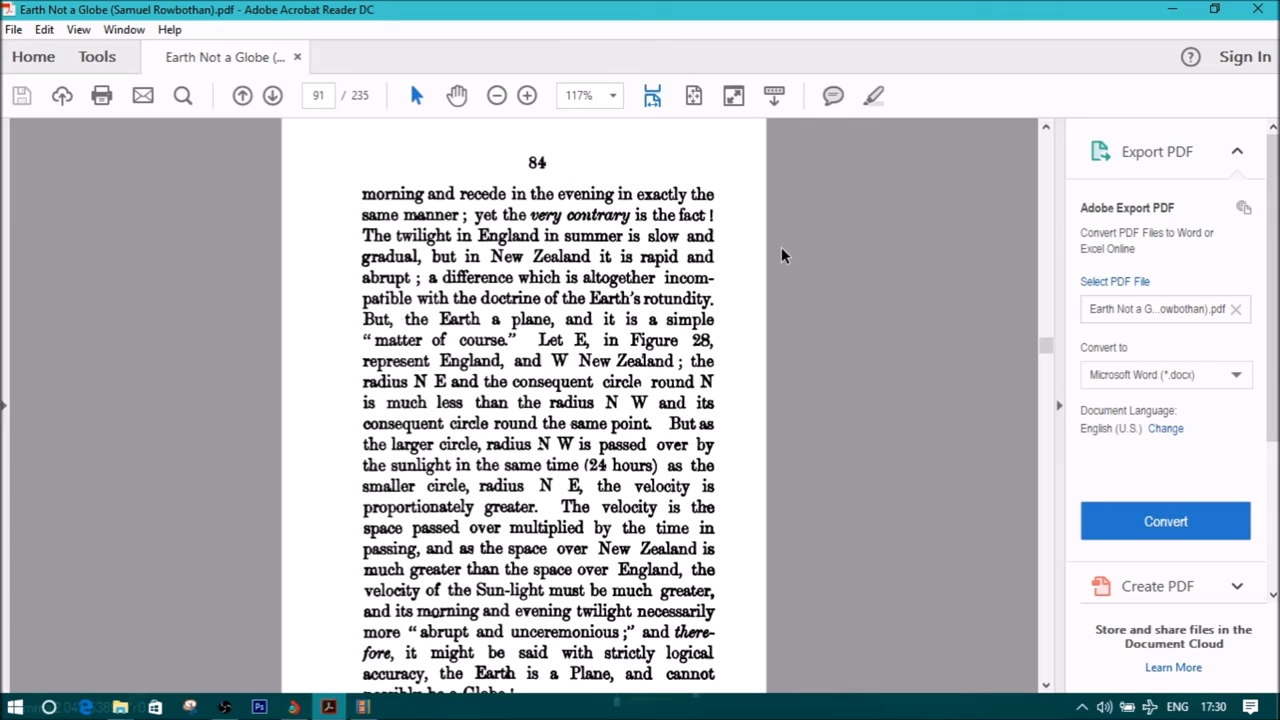 Earth Not a Globe (Samuel Rowbothan).pdf - Adobe Acrobat Reader DC
File Edit View Window Help
Home Tools Earth Not a Globe (... × Sign In
91 / 235 117%
84
morning and recede in the evening in exactly the
same manner ; yet the very contrary is the fact !
The twilight in England in summer is slow and
gradual, but in New Zealand it is rapid and
abrupt ; a difference which is altogether incom-
patible with the doctrine of the Earth's rotundity.
But, the Earth a plane, and it is a simple
“matter of course.” Let E, in Figure 28,
represent England, and W New Zealand ; the
radius N E and the consequent circle round N
is much less than the radius N W and its
consequent circle round the same point. But as
the larger circle, radius N W is passed over by
the sunlight in the same time (24 hours) as the
smaller circle, radius N E, the velocity is
proportionately greater. The velocity is the
space passed over multiplied by the time in
passing, and as the space over New Zealand is
much greater than the space over England, the
velocity of the Sun-light must be much greater,
and its morning and evening twilight necessarily
more “abrupt and unceremonious ;” and there-
fore, it might be said with strictly logical
accuracy, the Earth is a Plane, and cannot
possibly be a Globe !
Export PDF
Adobe Export PDF
Convert PDF Files to Word or
Excel Online
Select PDF File
Earth Not a G...owbothan).pdf
Convert to
Microsoft Word (*.docx)
Document Language:
English (U.S.) Change
Convert
Create PDF
Store and share files in the
Document Cloud
Learn More
ENG 17:30